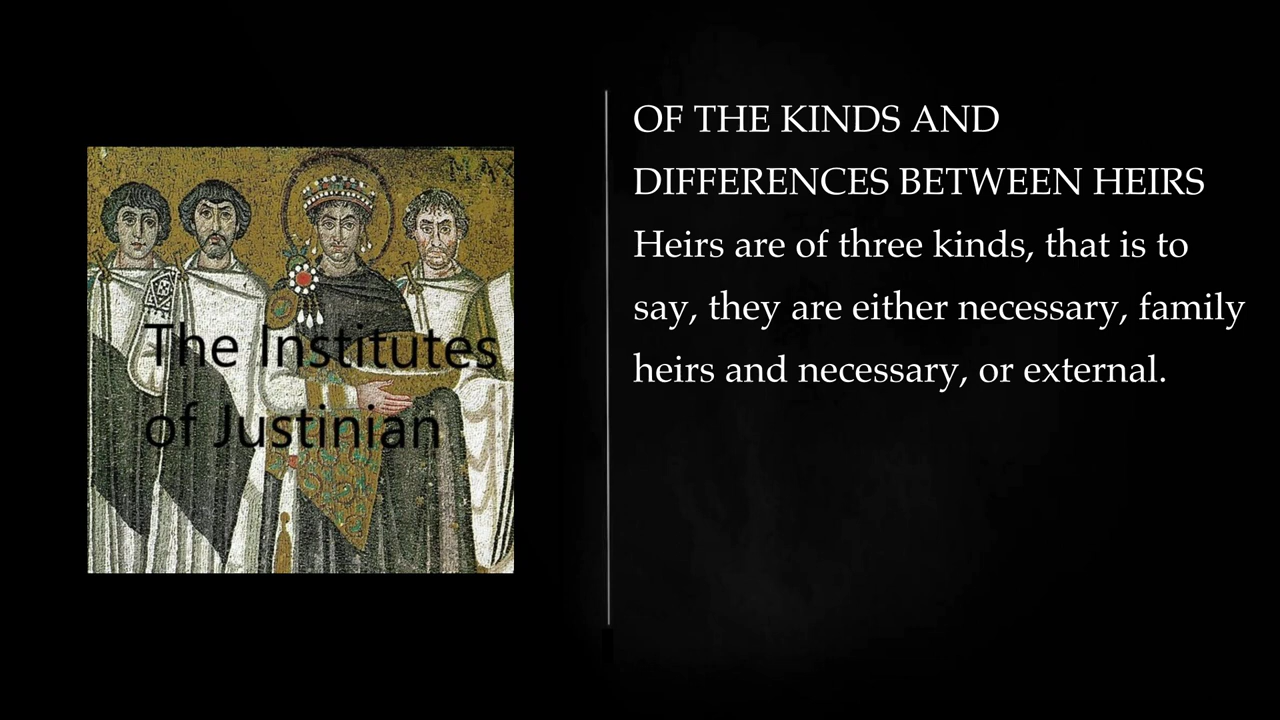 The Institutes
of Justinian
OF THE KINDS AND
DIFFERENCES BETWEEN HEIRS
Heirs are of three kinds, that is to
say, they are either necessary, family
heirs and necessary, or external.